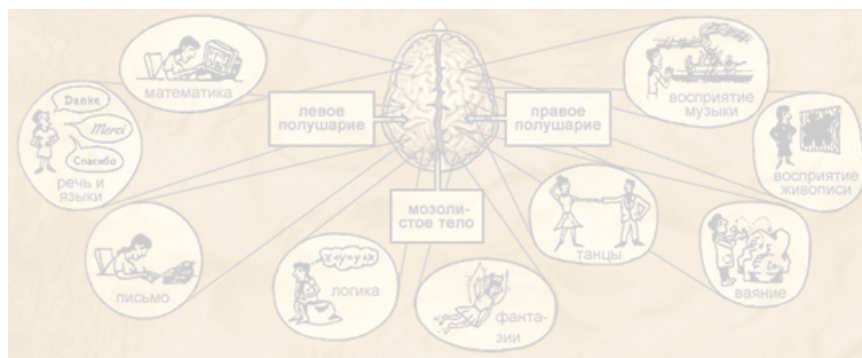 математика
левое
полушарие
правое
полушарие
восприятие
музыки
Danke
Merci
Спасибо
речь и
языки
восприятие
живописи
мозоли-
стое тело
танцы
письмо
логика
фанта-
зии
ваяние